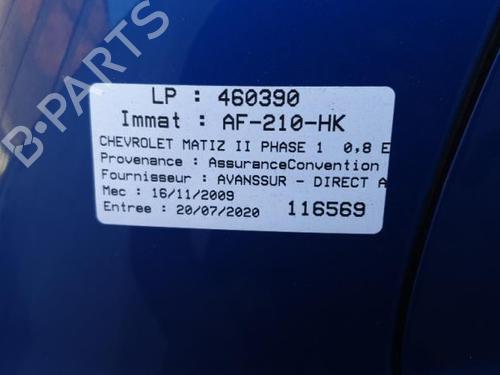 LP : 460390
Immat : AF-210-HK
CHEVROLET MATIZ II PHASE 1 0,8 E
Provenance : AssuranceConvention
Fournisseur : AVANSSUR - DIRECT A
Mec : 16/11/2009
Entree : 20/07/2020 116569
B-PARTS